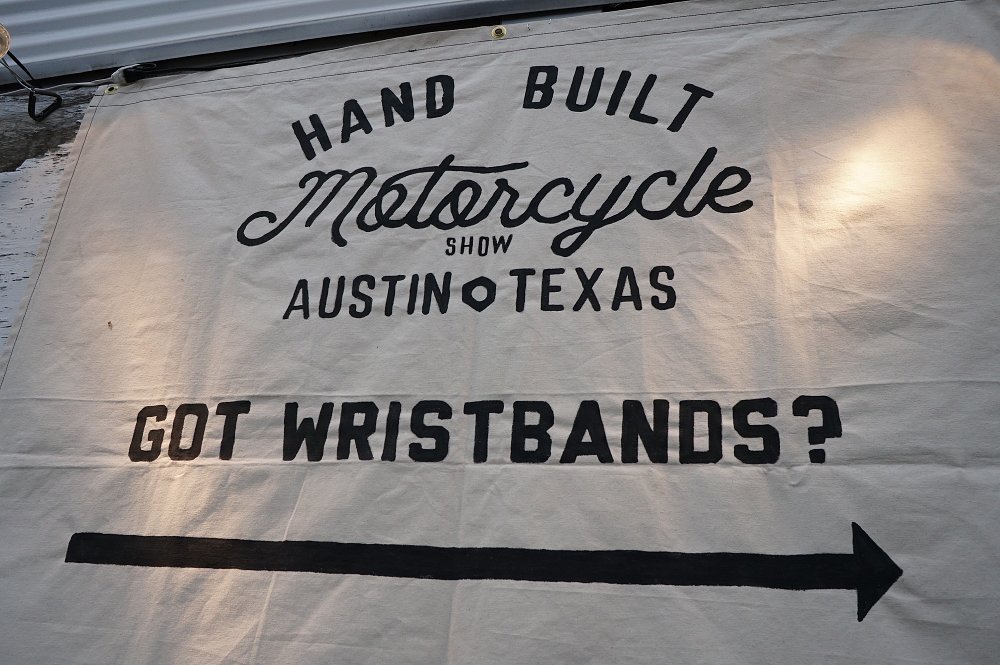 HAND BUILT
Motorcycle
SHOW
AUSTIN TEXAS
GOT WRISTBANDS?